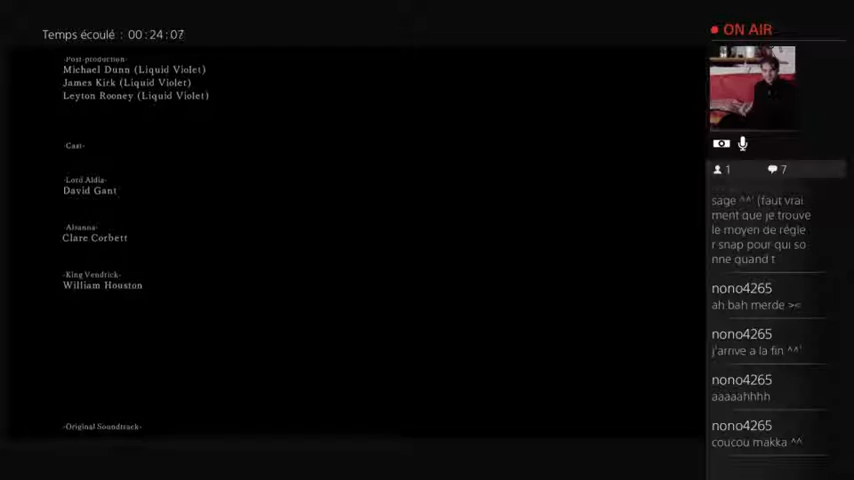 Temps écoulé : 00:24:07
ON AIR
-Post-production-
Michael Dunn (Liquid Violet)
James Kirk (Liquid Violet)
Leyton Rooney (Liquid Violet)
-Cast-
-Lord Aldia-
David Gant
-Alsanna-
Clare Corbett
-King Vendrick-
William Houston
-Original Soundtrack-
1
7
sage ^^' (faut vrai
ment que je trouve
le moyen de régle
r snap pour qui so
nne quand t
nono4265
ah bah merde ><
nono4265
j'arrive a la fin ^^'
nono4265
aaaaahhhh
nono4265
coucou makka ^^